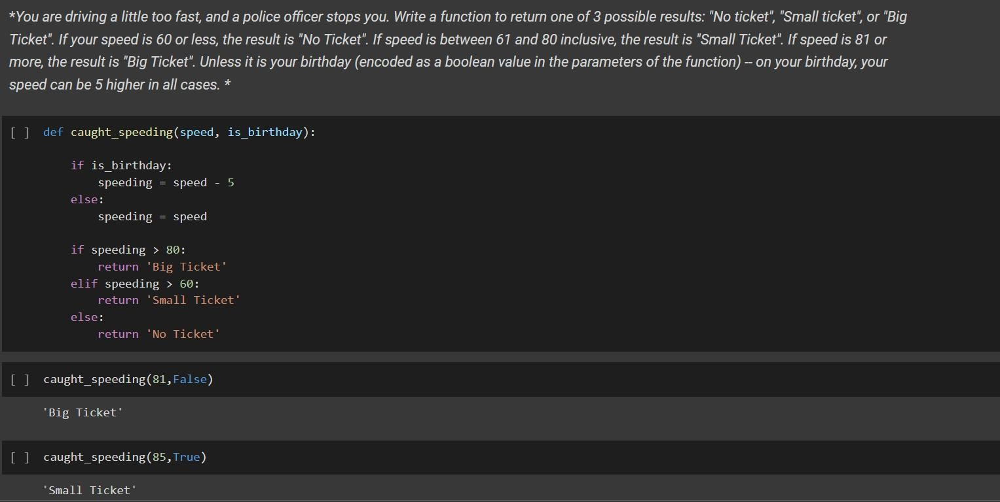 *You are driving a little too fast, and a police officer stops you. Write a function to return one of 3 possible results: "No ticket", "Small ticket", or "Big
Ticket". If your speed is 60 or less, the result is "No Ticket". If speed is between 61 and 80 inclusive, the result is "Small Ticket". If speed is 81 or
more, the result is "Big Ticket". Unless it is your birthday (encoded as a boolean value in the parameters of the function) -- on your birthday, your
speed can be 5 higher in all cases. *
[ ] def caught_speeding(speed, is_birthday):
if is_birthday:
speeding = speed - 5
else:
speeding = speed
if speeding > 80:
return 'Big Ticket'
elif speeding > 60:
return 'Small Ticket'
else:
return 'No Ticket'
[ ] caught_speeding(81,False)
'Big Ticket'
[ ] caught_speeding(85,True)
'Small Ticket'